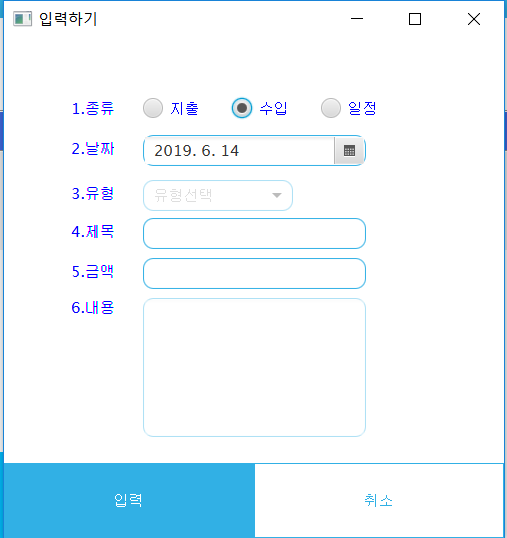 입력하기
1.종류 지출 수입 일정
2.날짜 2019. 6. 14
3.유형 유형선택
4.제목
5.금액
6.내용
입력 취소